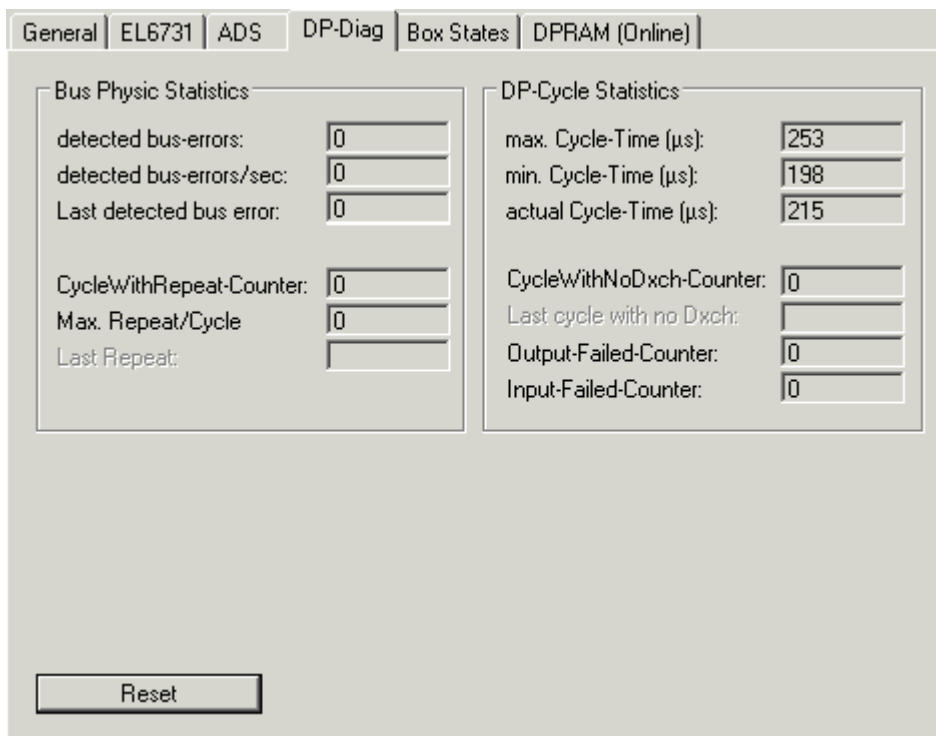 General EL6731 ADS DP-Diag Box States DPRAM (Online)
Bus Physic Statistics
detected bus-errors: 0
detected bus-errors/sec: 0
Last detected bus error: 0
CycleWithRepeat-Counter: 0
Max. Repeat/Cycle 0
Last Repeat:
DP-Cycle Statistics
max. Cycle-Time (µs): 253
min. Cycle-Time (µs): 198
actual Cycle-Time (µs): 215
CycleWithNoDxch-Counter: 0
Last cycle with no Dxch:
Output-Failed-Counter: 0
Input-Failed-Counter: 0
Reset